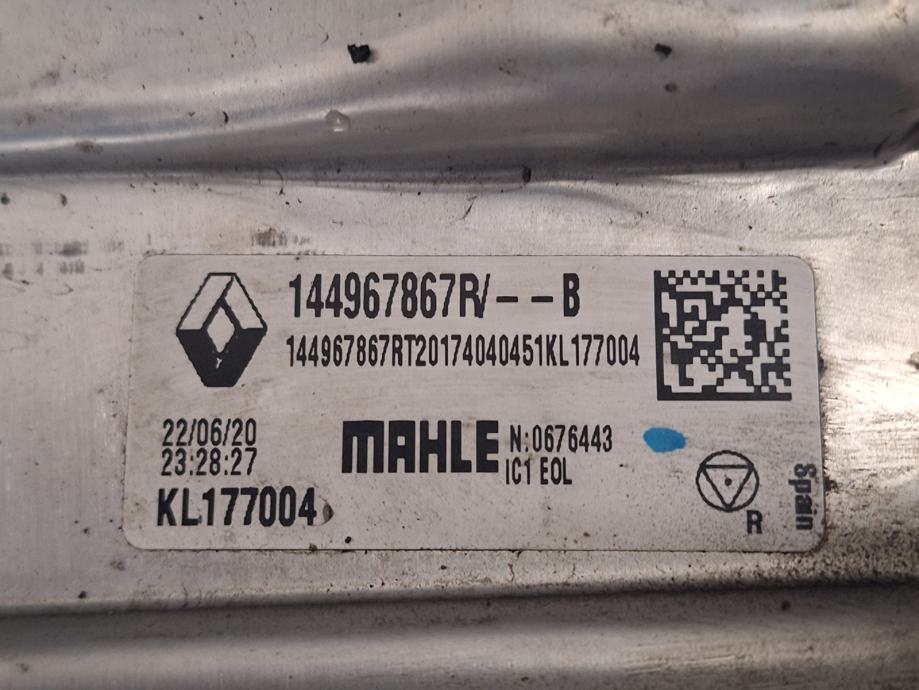 144967867R/--B
144967867RT20174040451KL177004
22/06/20
23:28:27
MAHLE
N:0676443
IC1 EOL
KL177004
R
Spain